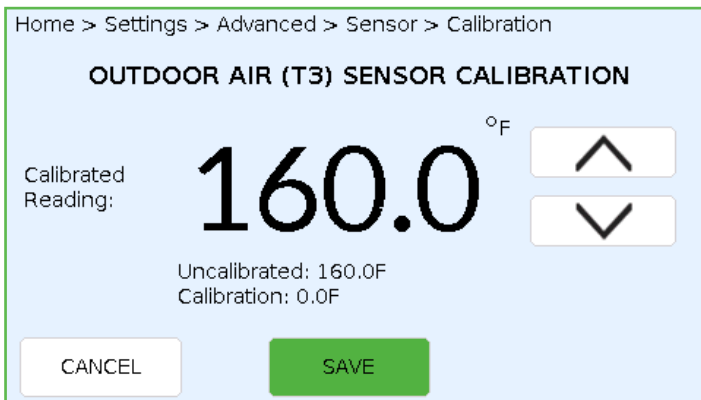 Home > Settings > Advanced > Sensor > Calibration
OUTDOOR AIR (T3) SENSOR CALIBRATION
Calibrated
Reading:
160.0 °F
Uncalibrated: 160.0F
Calibration: 0.0F
CANCEL
SAVE